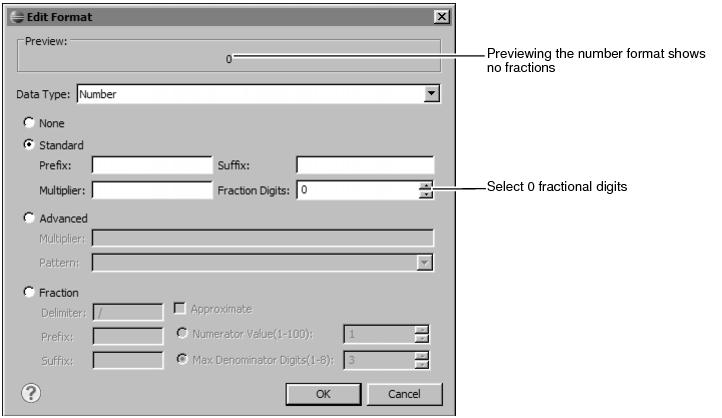 Edit Format
Preview:
0
Previewing the number format shows
no fractions
Data Type: Number
None
Standard
Prefix: Suffix:
Multiplier: Fraction Digits: 0
Select 0 fractional digits
Advanced
Multiplier:
Pattern:
Fraction
Delimiter: / Approximate
Prefix: Numerator Value(1-100): 1
Suffix: Max Denominator Digits(1-8): 3
? OK Cancel